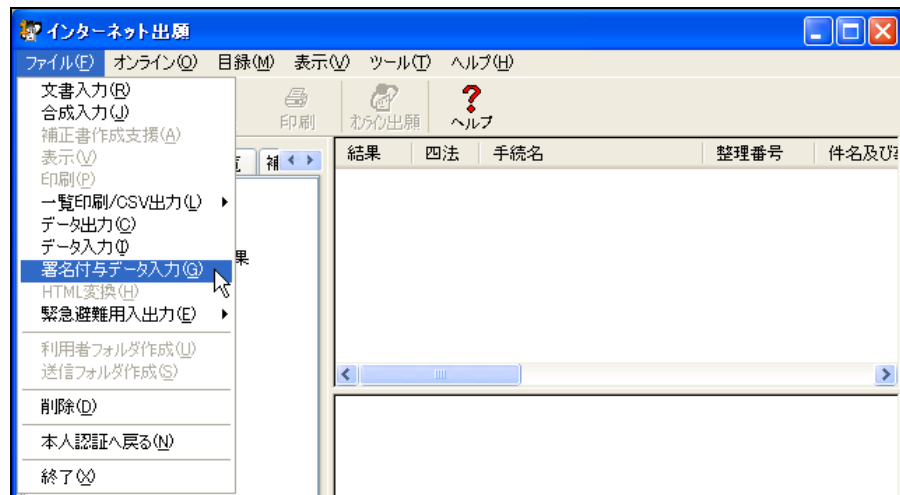 インターネット出願
ファイル(F) オンライン(O) 目録(M) 表示(V) ツール(T) ヘルプ(H)
文書入力(R)
合成入力(J)
補正書作成支援(A)
表示(V)
印刷(P)
一覧印刷/CSV出力(L)
データ出力(C)
データ入力(I)
署名付与データ入力(G)
HTML変換(H)
緊急避難用入出力(E)
利用者フォルダ作成(U)
送信フォルダ作成(S)
削除(D)
本人認証へ戻る(N)
終了(X)
印刷 オンライン出願 ヘルプ
補
果
結果 四法 手続名 整理番号 件名及び